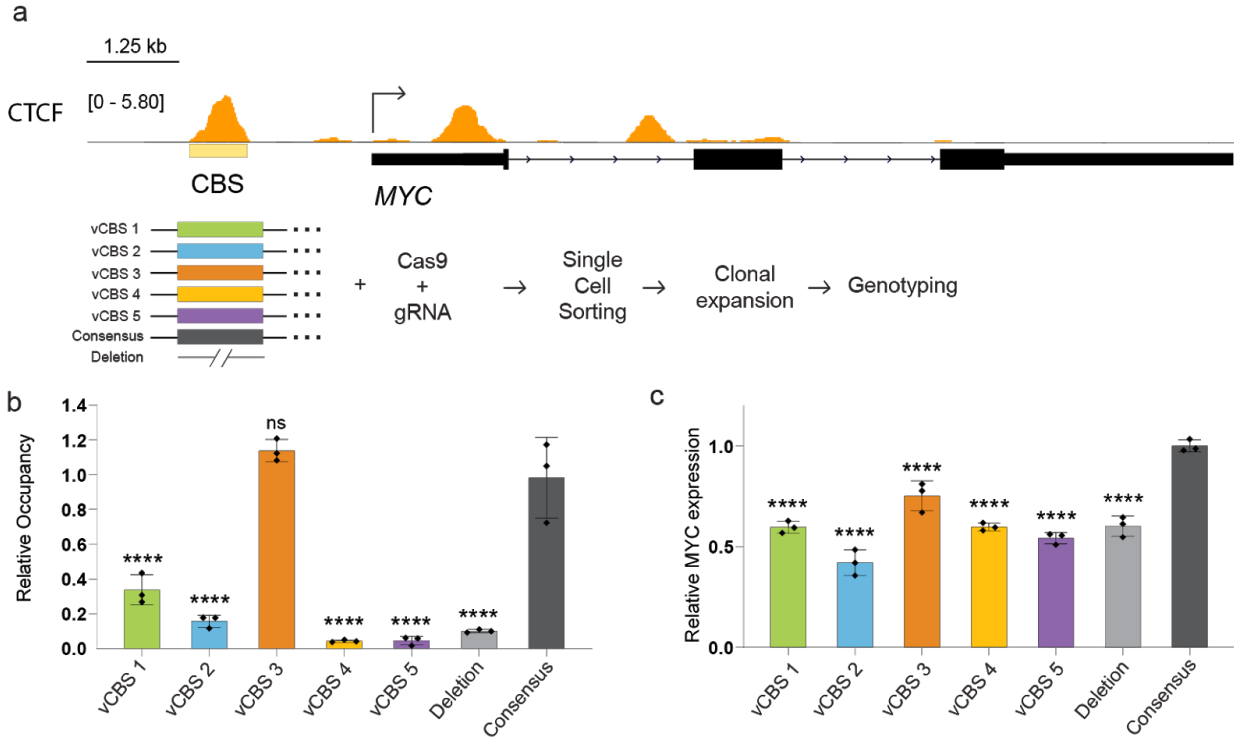 a
1.25 kb
CTCF
[0 - 5.80]
CBS
MYC
vCBS 1
vCBS 2
vCBS 3
vCBS 4
vCBS 5
Consensus
Deletion
+
Cas9
+
gRNA
Single
Cell
Sorting
Clonal
expansion
Genotyping
b
Relative Occupancy
1.4
1.2
1.0
0.8
0.6
0.4
0.2
0.0
****
****
ns
****
****
****
vCBS 1
vCBS 2
vCBS 3
vCBS 4
vCBS 5
Deletion
Consensus
c
Relative MYC expression
1.0
0.5
0.0
****
****
****
****
****
****
vCBS 1
vCBS 2
vCBS 3
vCBS 4
vCBS 5
Deletion
Consensus